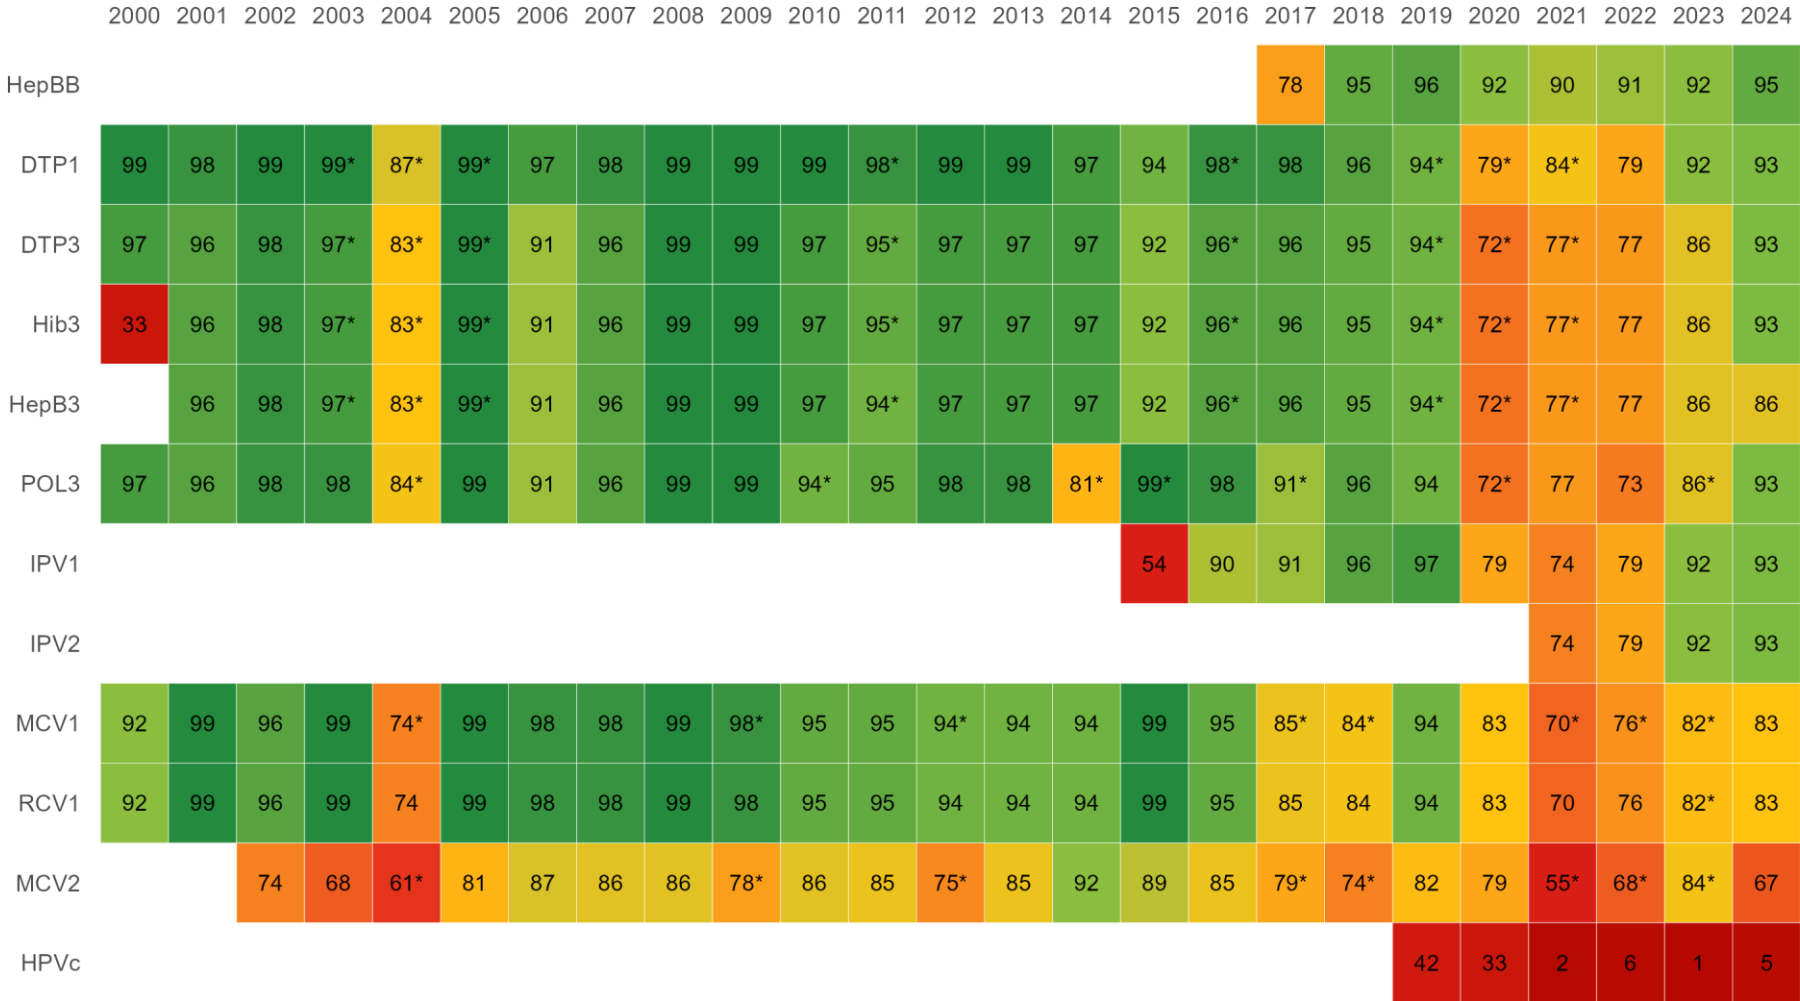 2000 2001 2002 2003 2004 2005 2006 2007 2008 2009 2010 2011 2012 2013 2014 2015 2016 2017 2018 2019 2020 2021 2022 2023 2024
HepBB 78 95 96 92 90 91 92 95
DTP1 99 98 99 99* 87* 99* 97 98 99 99 99 98* 99 99 97 94 98* 98 96 94* 79* 84* 79 92 93
DTP3 97 96 98 97* 83* 99* 91 96 99 99 97 95* 97 97 97 92 96* 96 95 94* 72* 77* 77 86 93
Hib3 33 96 98 97* 83* 99* 91 96 99 99 97 95* 97 97 97 92 96* 96 95 94* 72* 77* 77 86 93
HepB3 96 98 97* 83* 99* 91 96 99 99 97 94* 97 97 97 92 96* 96 95 94* 72* 77* 77 86 86
POL3 97 96 98 98 84* 99 91 96 99 99 94* 95 98 98 81* 99* 98 91* 96 94 72* 77 73 86* 93
IPV1 54 90 91 96 97 79 74 79 92 93
IPV2 74 79 92 93
MCV1 92 99 96 99 74* 99 98 98 99 98* 95 95 94* 94 94 99 95 85* 84* 94 83 70* 76* 82* 83
RCV1 92 99 96 99 74 99 98 98 99 98 95 95 94 94 94 99 95 85 84 94 83 70 76 82* 83
MCV2 74 68 61* 81 87 86 86 78* 86 85 75* 85 92 89 85 79* 74* 82 79 55* 68* 84* 67
HPVc 42 33 2 6 1 5